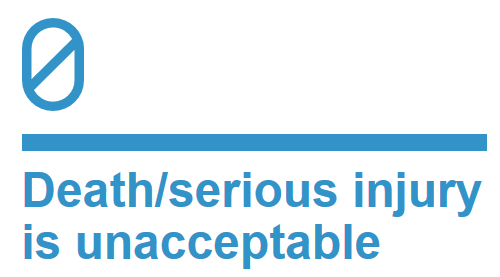 0
Death/serious injury
is unacceptable